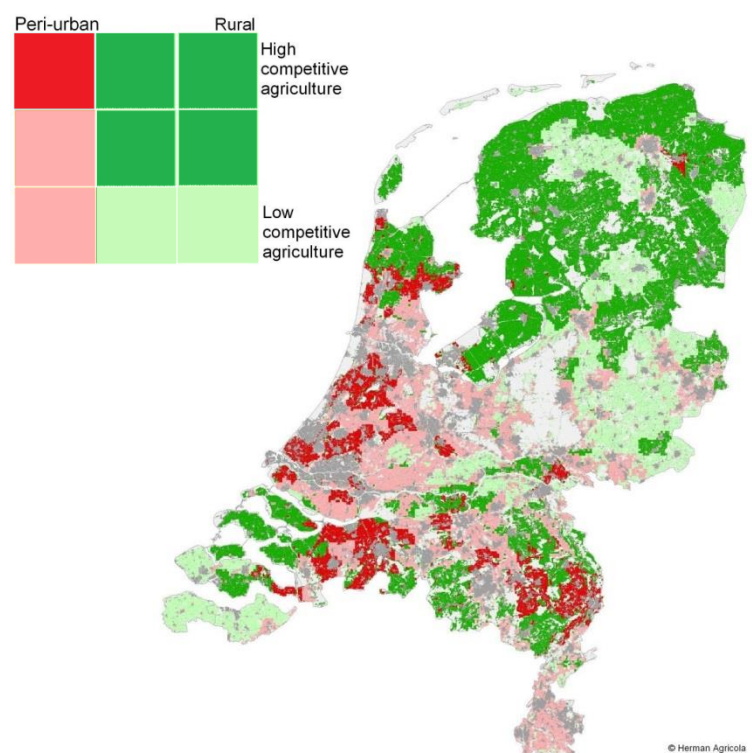 Peri-urban Rural
High
competitive
agriculture
Low
competitive
agriculture
© Herman Agricola